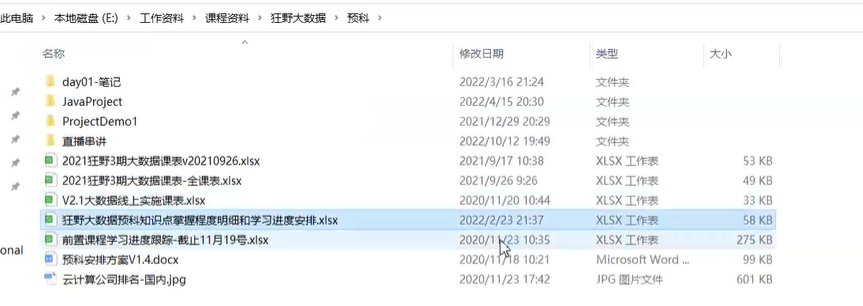 此电脑 › 本地磁盘 (E:) › 工作资料 › 课程资料 › 狂野大数据 › 预科 ›
名称 修改日期 类型 大小
day01-笔记 2022/3/16 21:24 文件夹
JavaProject 2022/4/15 20:30 文件夹
ProjectDemo1 2021/12/29 20:29 文件夹
直播串讲 2022/10/12 19:49 文件夹
2021狂野3期大数据课表v20210926.xlsx 2021/9/17 10:38 XLSX 工作表 53 KB
2021狂野3期大数据课表-全课表.xlsx 2021/9/26 9:26 XLSX 工作表 49 KB
V2.1大数据线上实施课表.xlsx 2020/11/20 10:44 XLSX 工作表 33 KB
狂野大数据预科知识点掌握程度明细和学习进度安排.xlsx 2022/2/23 21:37 XLSX 工作表 58 KB
前置课程学习进度跟踪-截止11月19号.xlsx 2020/11/23 10:35 XLSX 工作表 275 KB
onal
预科安排方案V1.4.docx 2020/11/18 10:21 Microsoft Word ... 99 KB
云计算公司排名-国内.jpg 2020/11/23 17:42 JPG 图片文件 601 KB